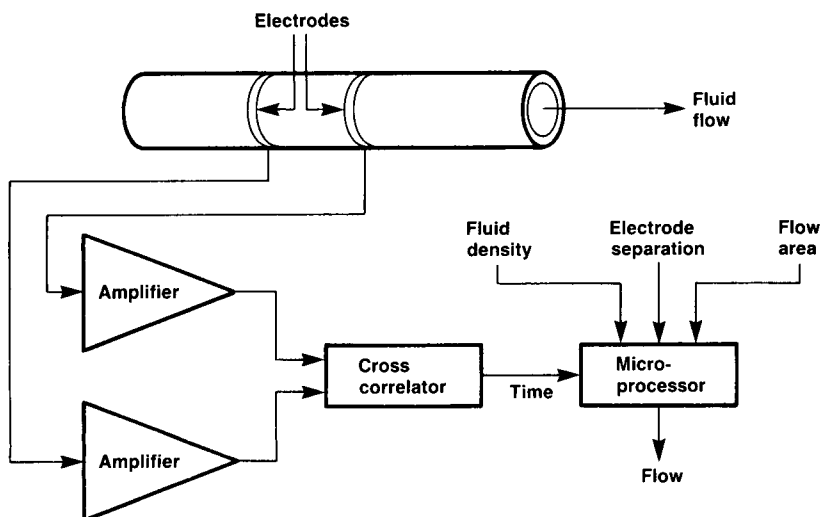 Electrodes
Fluid
flow
Fluid
density
Electrode
separation
Flow
area
Amplifier
Cross
correlator
Time
Micro-
processor
Amplifier
Flow